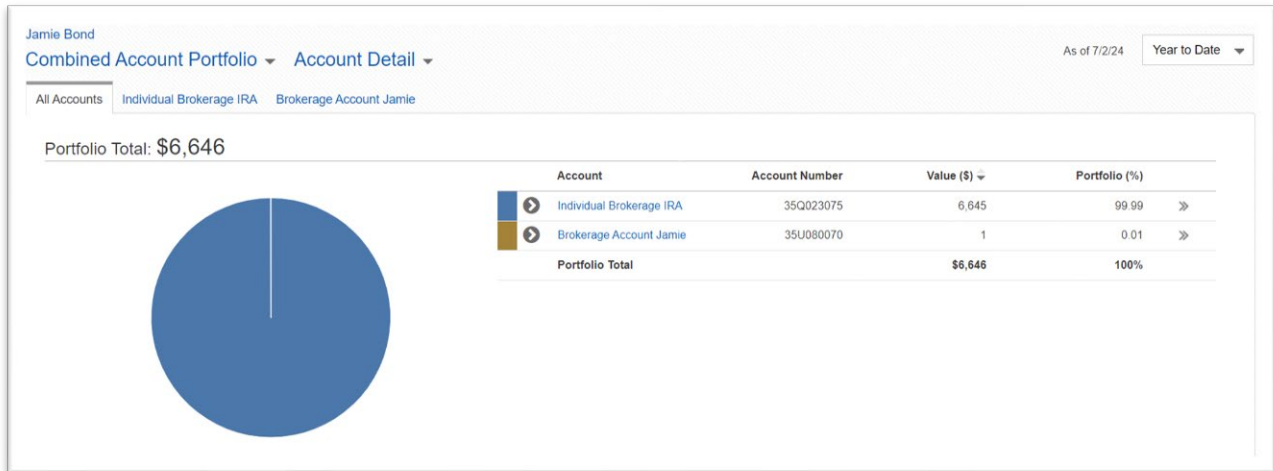 Jamie Bond
Combined Account Portfolio Account Detail
As of 7/2/24 Year to Date
All Accounts Individual Brokerage IRA Brokerage Account Jamie
Portfolio Total: $6,646
Account Account Number Value ($) Portfolio (%)
Individual Brokerage IRA 35Q023075 6,645 99.99
Brokerage Account Jamie 35U080070 1 0.01
Portfolio Total $6,646 100%